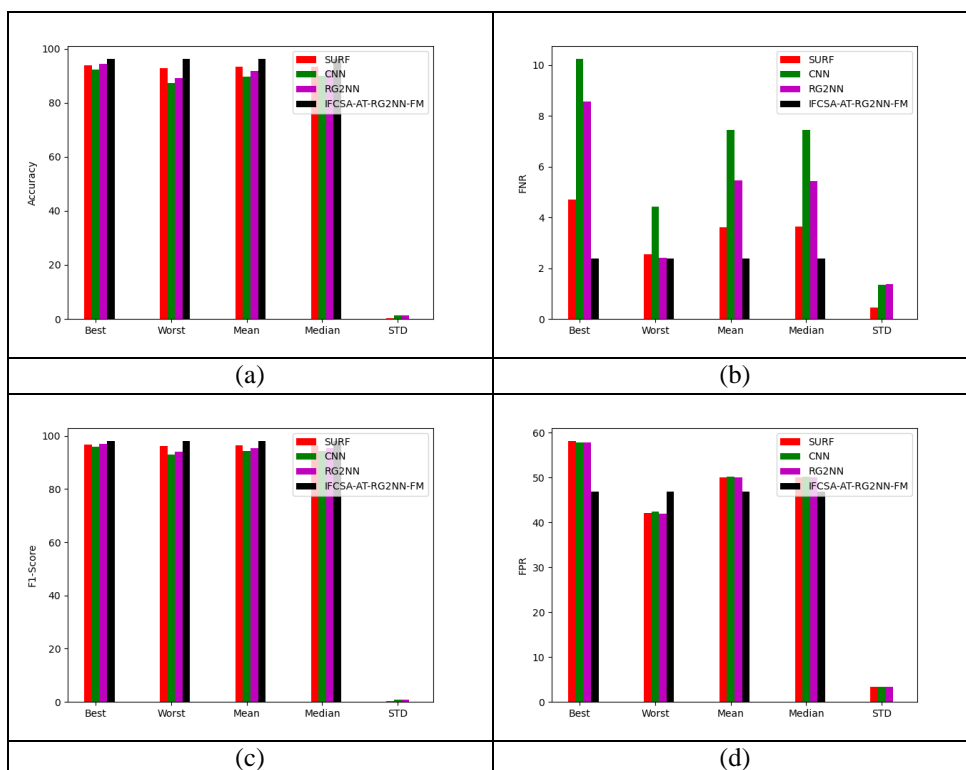 100
80
60
40
20
0
Accuracy
SURF
CNN
RG2NN
IFCSA-AT-RG2NN-FM
Best Worst Mean Median STD
10
8
6
4
2
0
FNR
SURF
CNN
RG2NN
IFCSA-AT-RG2NN-FM
Best Worst Mean Median STD
(a)
(b)
100
80
60
40
20
0
F1-Score
SURF
CNN
RG2NN
IFCSA-AT-RG2NN-FM
Best Worst Mean Median STD
60
50
40
30
20
10
0
FPR
SURF
CNN
RG2NN
IFCSA-AT-RG2NN-FM
Best Worst Mean Median STD
(c)
(d)